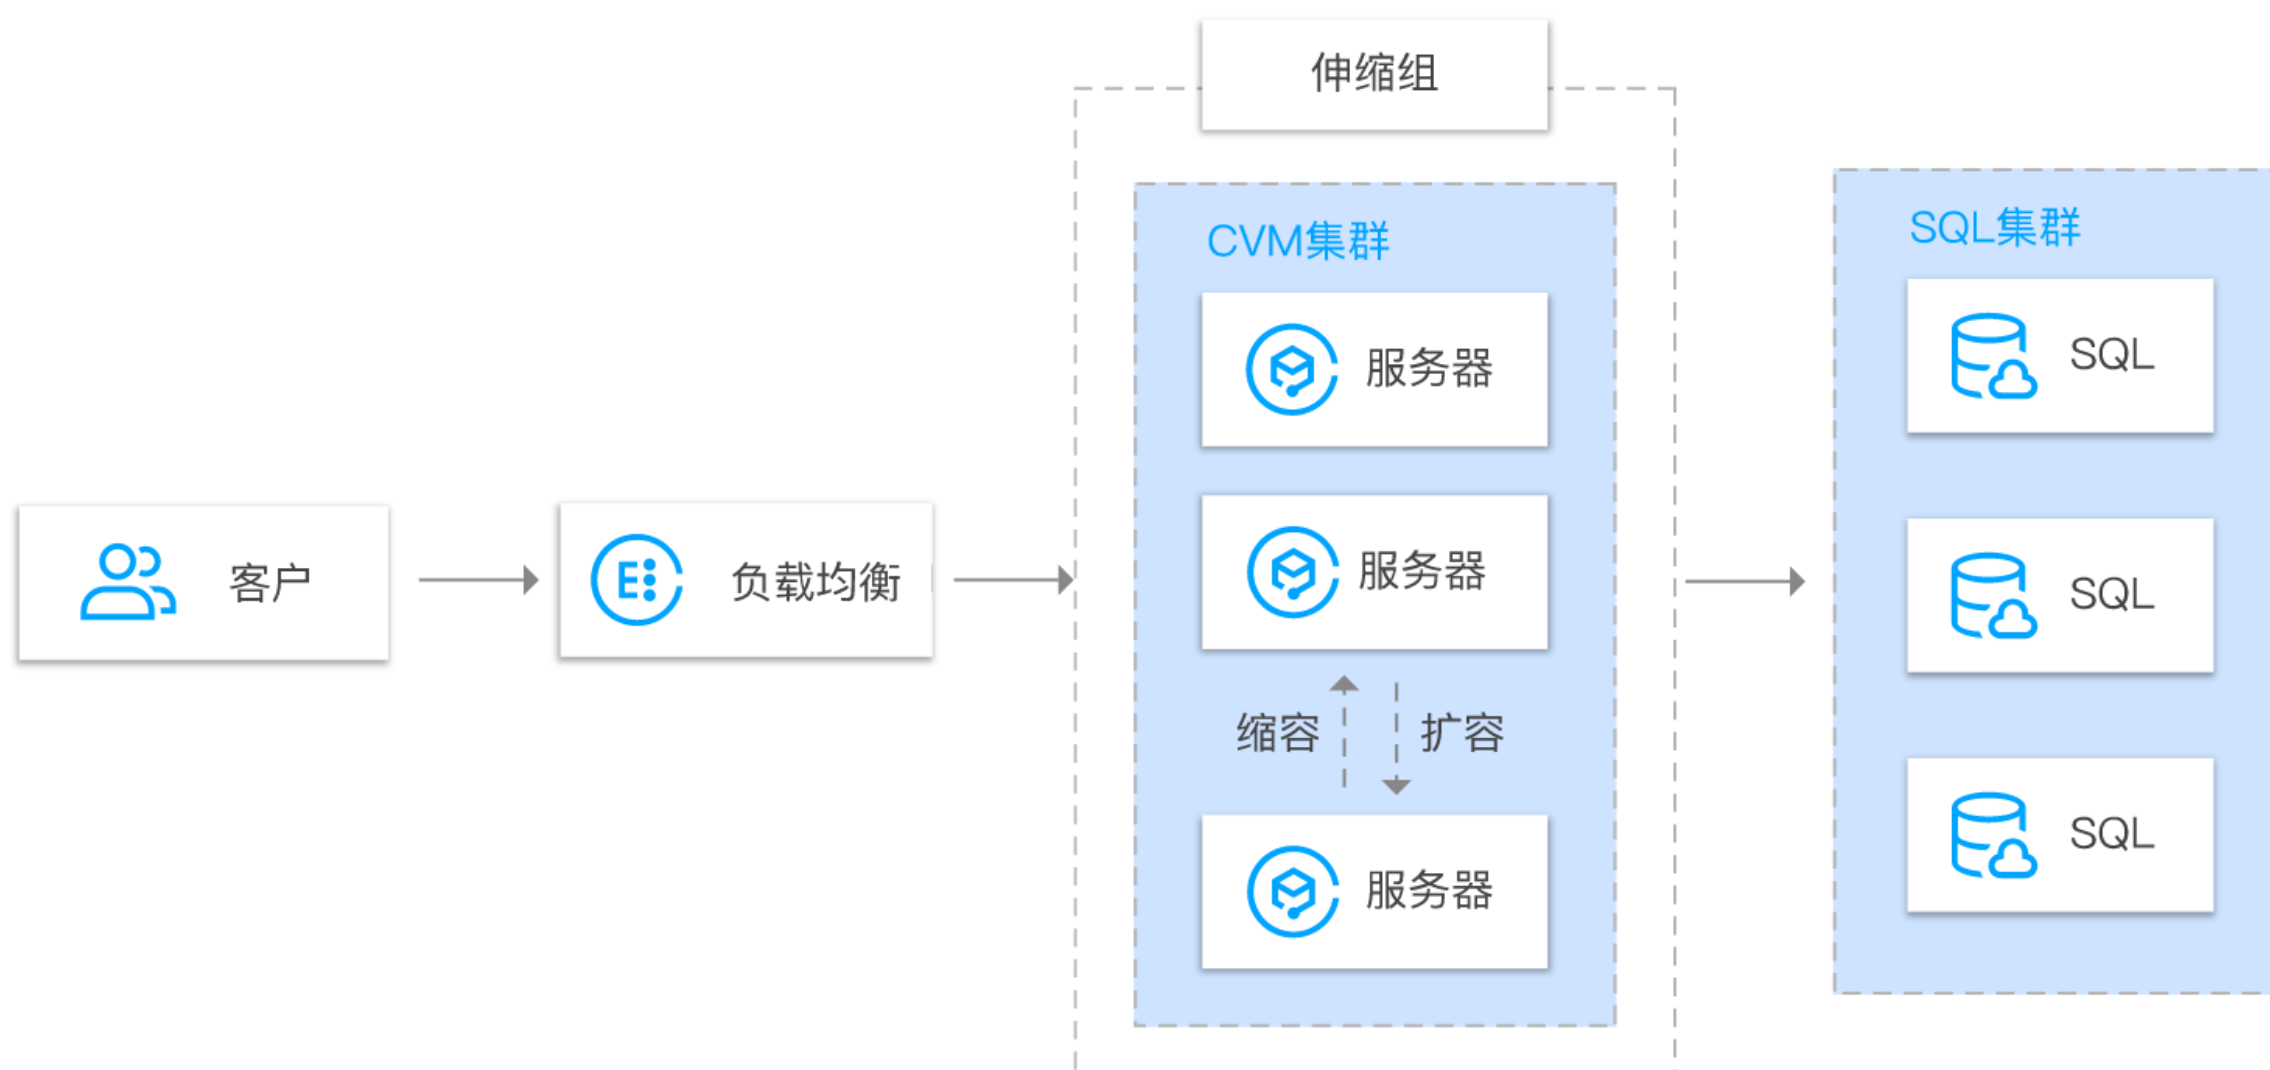 伸缩组
CVM集群
SQL集群
服务器
SQL
客户
负载均衡
服务器
SQL
缩容
扩容
服务器
SQL